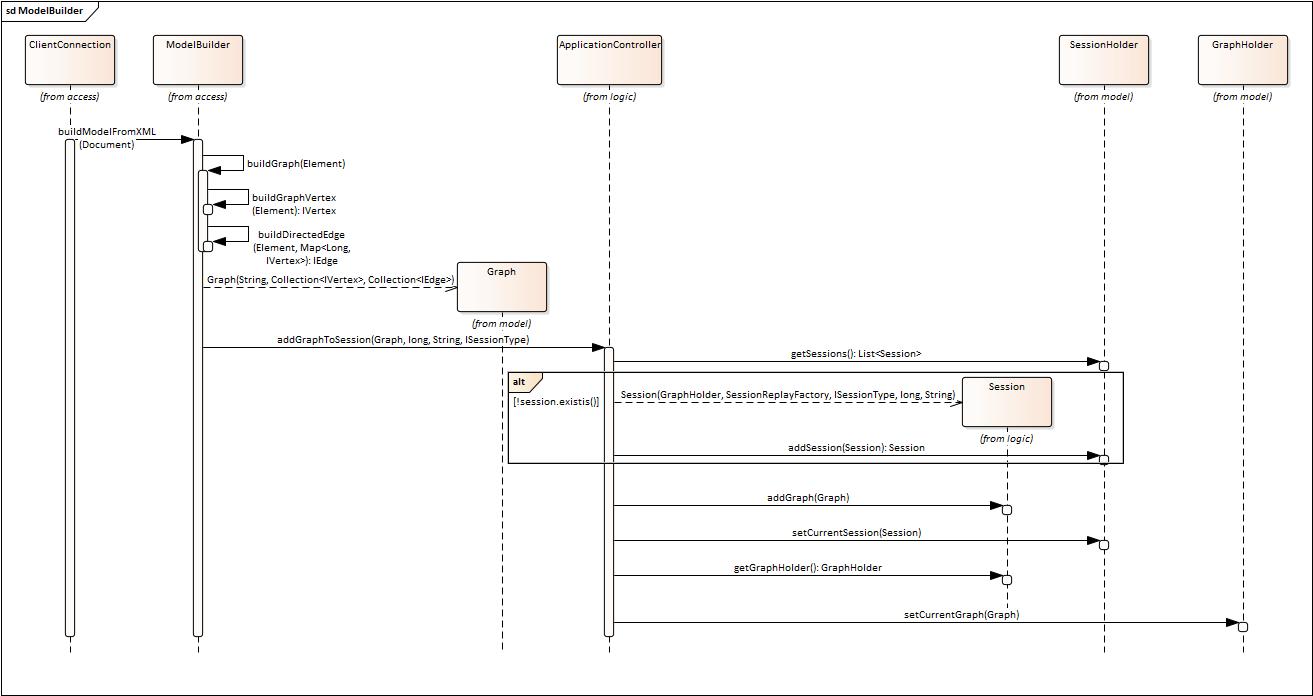 sd ModelBuilder
ClientConnection
ModelBuilder
ApplicationController
SessionHolder
GraphHolder
(from access)
(from access)
(from logic)
(from model)
(from model)
buildModelFromXML
(Document)
buildGraph(Element)
buildGraphVertex
(Element): IVertex
buildDirectedEdge
(Element, Map<Long,
IVertex>): IEdge
Graph(String, Collection<IVertex>, Collection<IEdge>)
Graph
(from model)
addGraphToSession(Graph, long, String, ISessionType)
getSessions(): List<Session>
alt
[!session.existis()]
Session(GraphHolder, SessionReplayFactory, ISessionType, long, String)
Session
(from logic)
addSession(Session): Session
addGraph(Graph)
setCurrentSession(Session)
getGraphHolder(): GraphHolder
setCurrentGraph(Graph)